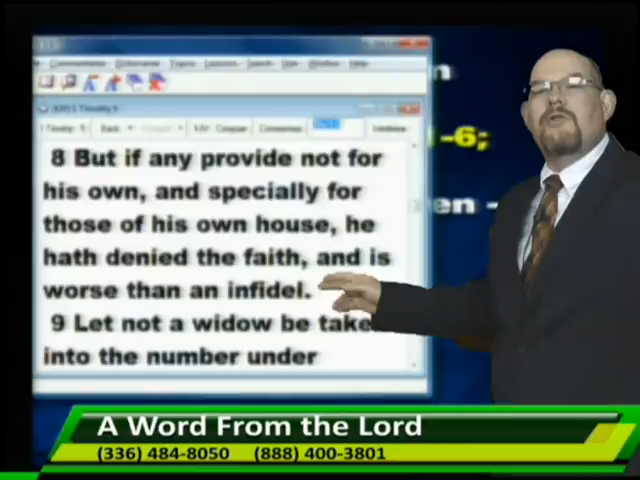 8 But if any provide not for
his own, and specially for
those of his own house, he
hath denied the faith, and is
worse than an infidel.
9 Let not a widow be take
into the number under
-6;
en -
A Word From the Lord
(336) 484-8050 (888) 400-3801